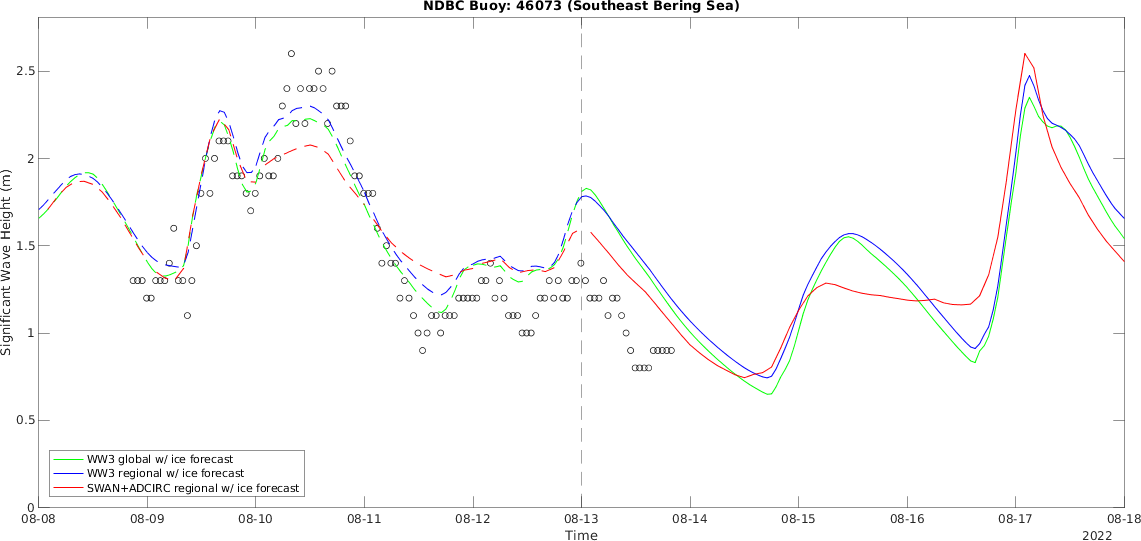 NDBC Buoy: 46073 (Southeast Bering Sea)
Significant Wave Height (m)
2.5
2
1.5
1
0.5
0
WW3 global w/ ice forecast
WW3 regional w/ ice forecast
SWAN+ADCIRC regional w/ ice forecast
08-08 08-09 08-10 08-11 08-12 08-13 08-14 08-15 08-16 08-17 08-18
Time
2022